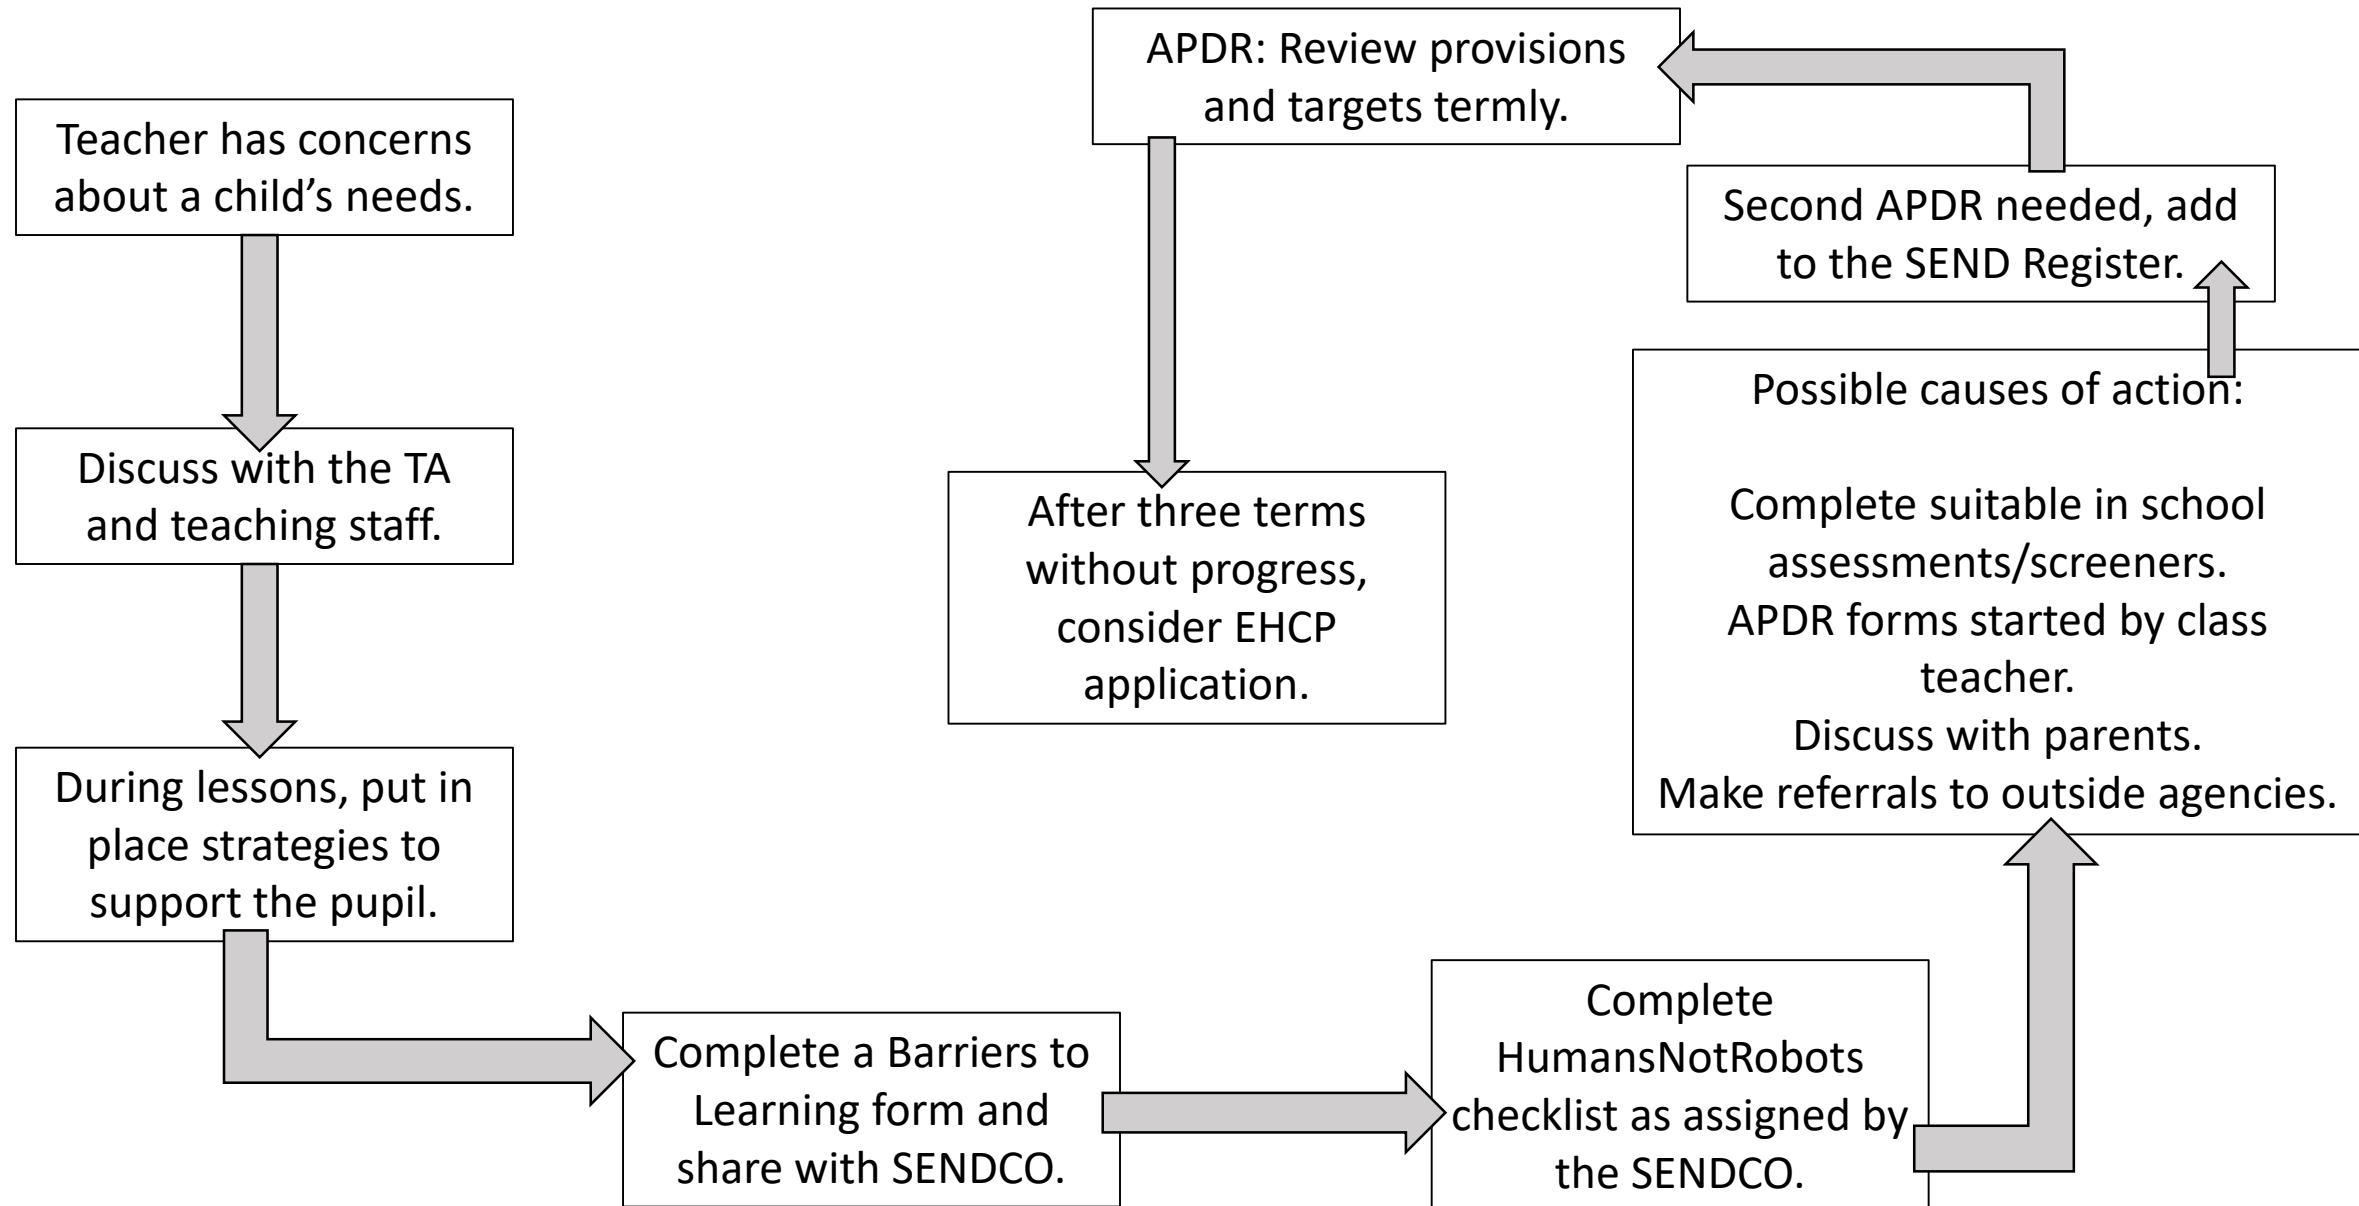 Teacher has concerns
about a child’s needs.
Discuss with the TA
and teaching staff.
During lessons, put in
place strategies to
support the pupil.
Complete a Barriers to
Learning form and
share with SENDCO.
Complete
HumansNotRobots
checklist as assigned by
the SENDCO.
Possible causes of action:
Complete suitable in school
assessments/screeners.
APDR forms started by class
teacher.
Discuss with parents.
Make referrals to outside agencies.
Second APDR needed, add
to the SEND Register.
APDR: Review provisions
and targets termly.
After three terms
without progress,
consider EHCP
application.